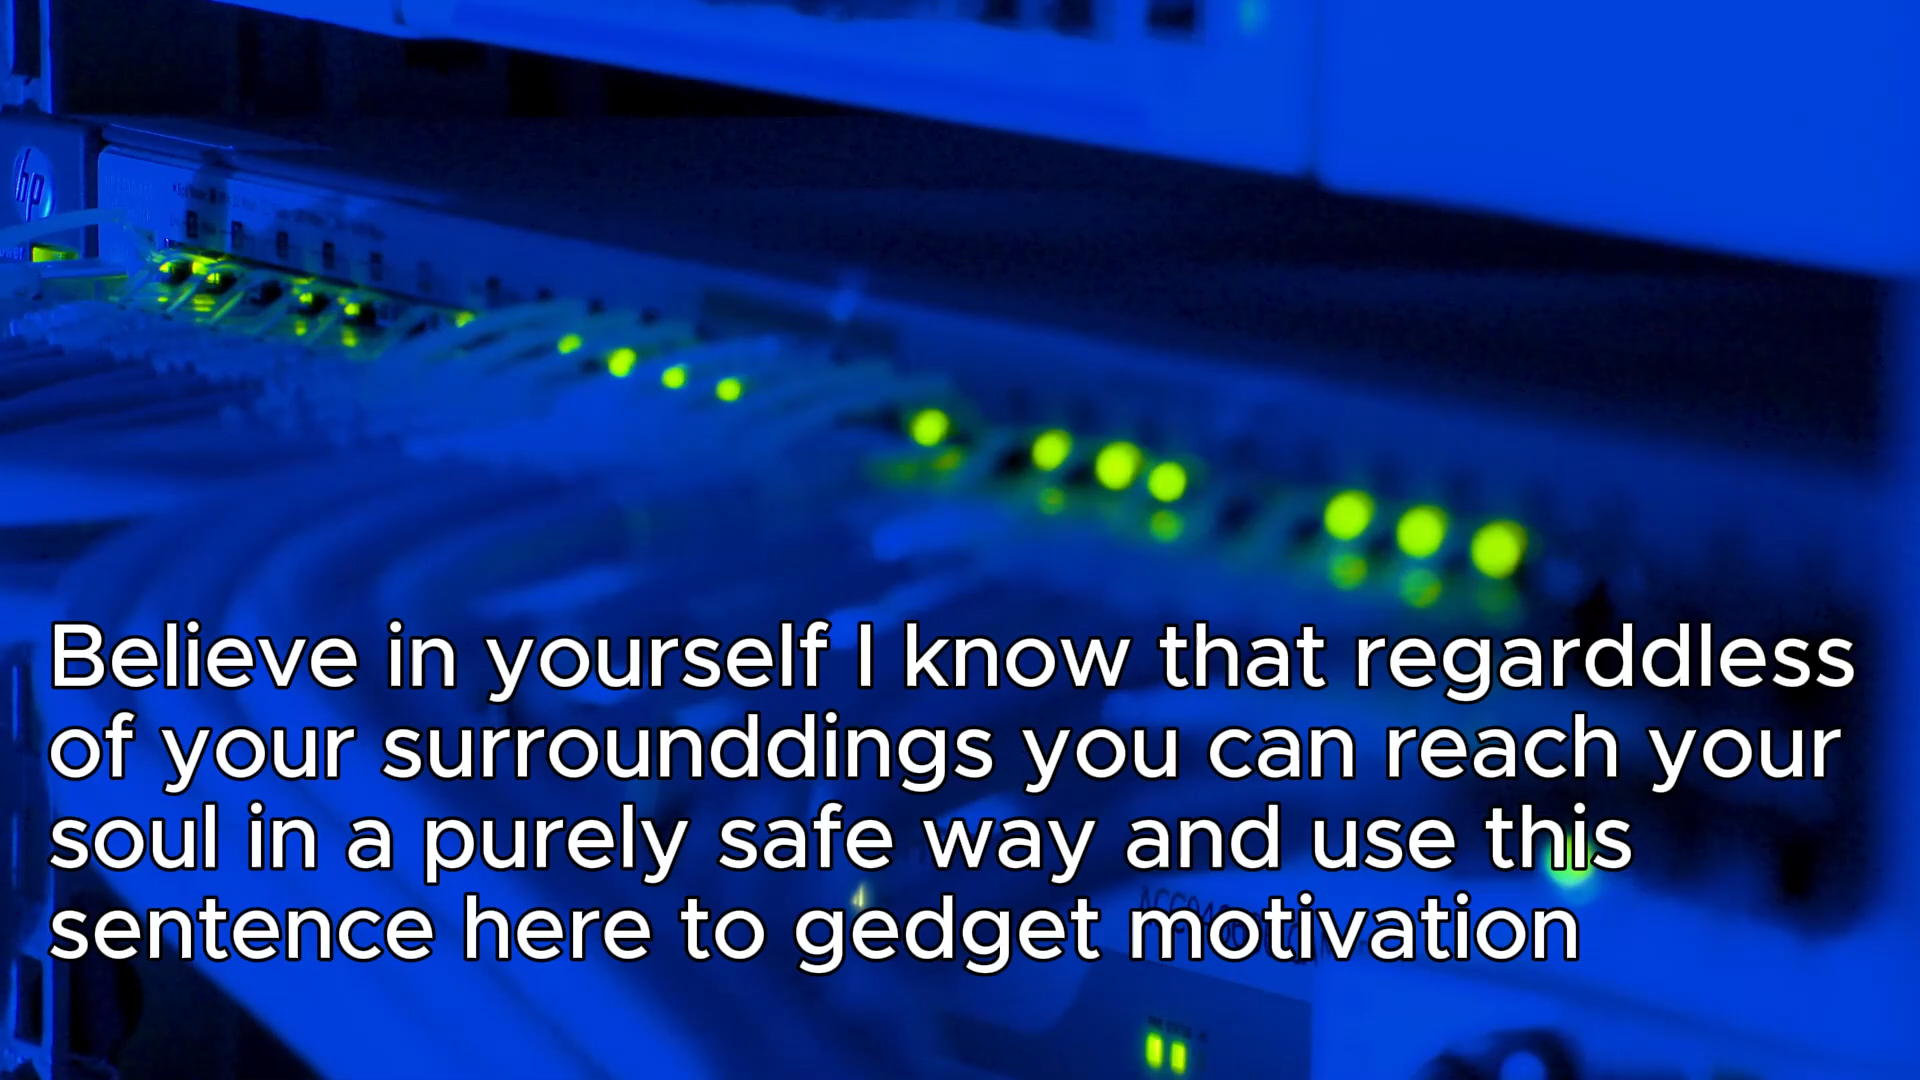 hp
Believe in yourself I know that regarddless
of your surrounddings you can reach your
soul in a purely safe way and use this
sentence here to gedget motivation